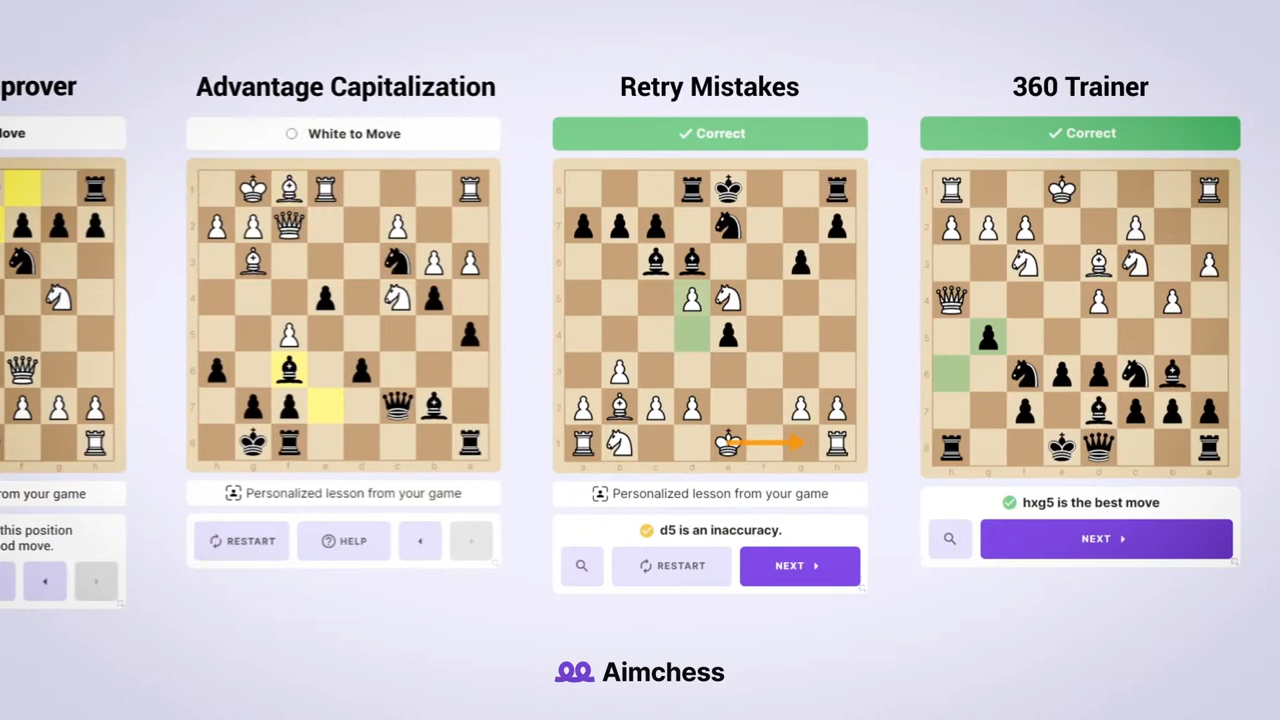 prover
Advantage Capitalization
Retry Mistakes
360 Trainer
ove
White to Move
Correct
Correct
h g f e d c b a
a b c d e f g h
Personalized lesson from your game
Personalized lesson from your game
om your game
hxg5 is the best move
this position
od move.
RESTART
HELP
d5 is an inaccuracy.
RESTART
NEXT
NEXT
Aimchess